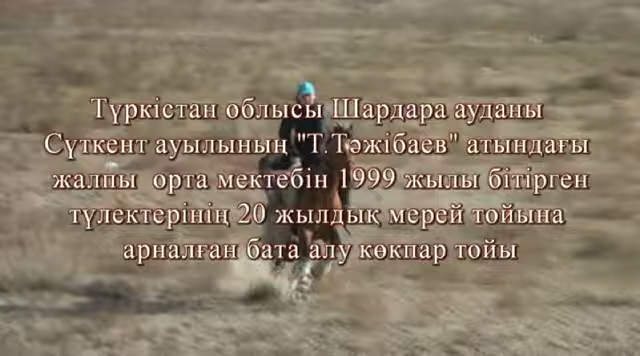 Түркістан облысы Шардара ауданы
Сүткент ауылының "Т.Тәжібаев" атындағы
жалпы орта мектебін 1999 жылы бітірген
түлектерінің 20 жылдық мерей тойына
арналған бата алу көкпар тойы